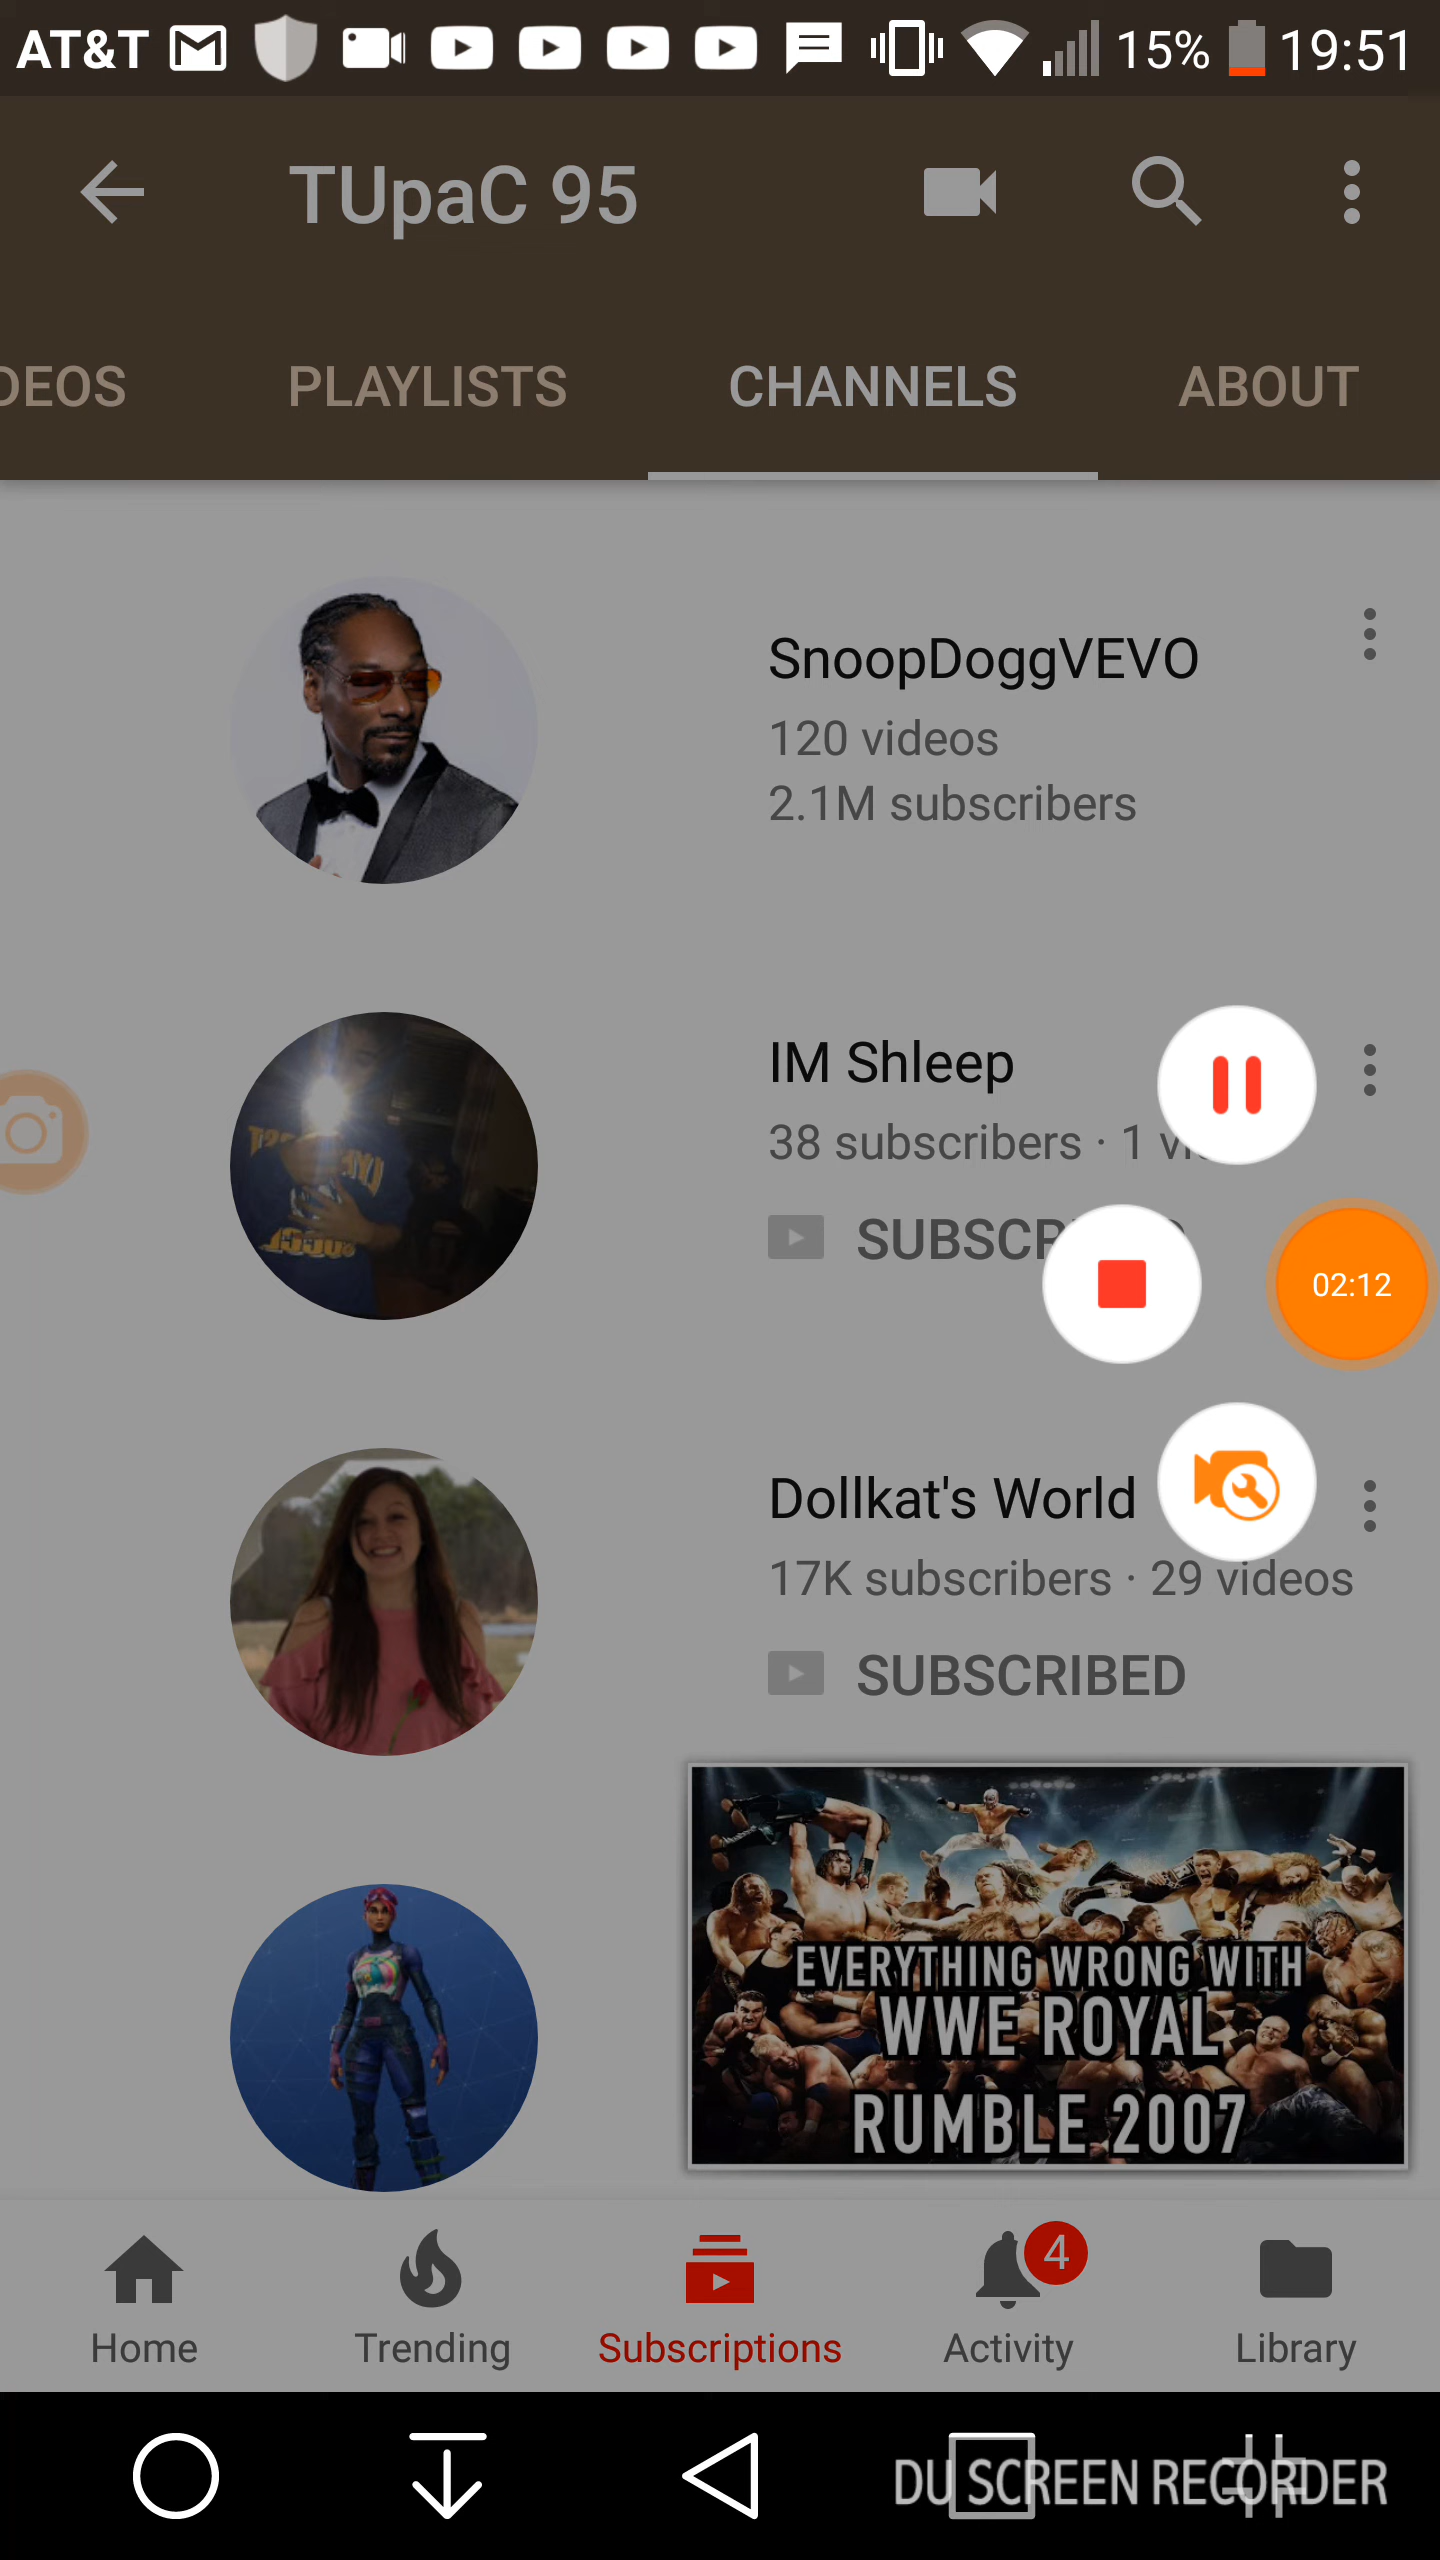 AT&T 15% 19:51
TUpaC 95
DEOS PLAYLISTS CHANNELS ABOUT
SnoopDoggVEVO
120 videos
2.1M subscribers
IM Shleep
38 subscribers · 1
02:12
Dollkat's World
17K subscribers · 29 videos
SUBSCRIBED
EVERYTHING WRONG WITH
WWE ROYAL
RUMBLE 2007
4
Home Trending Subscriptions Activity Library
DU SCREEN RECORDER